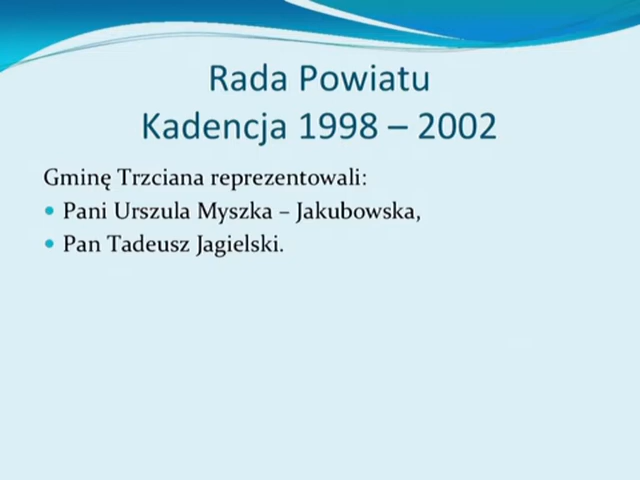 Rada Powiatu
Kadencja 1998 – 2002
Gminę Trzciana reprezentowali:
• Pani Urszula Myszka – Jakubowska,
• Pan Tadeusz Jagielski.